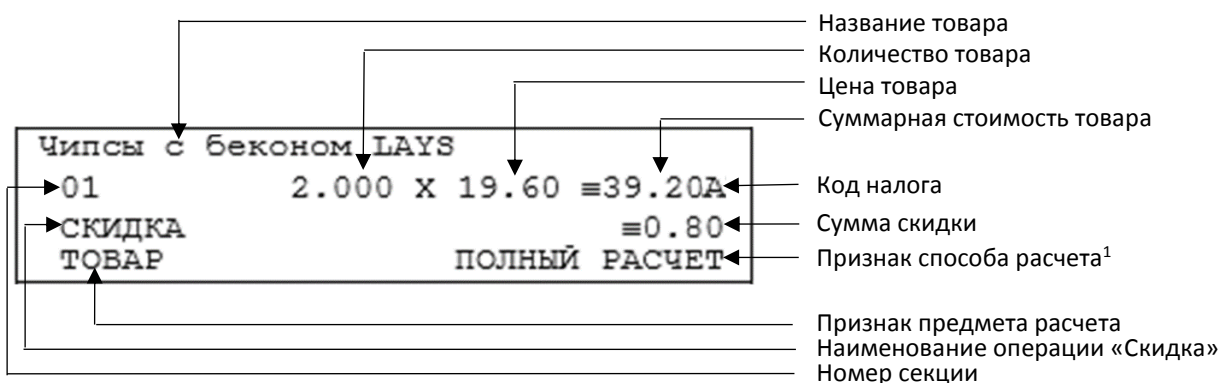 Название товара
Количество товара
Цена товара
Суммарная стоимость товара
Чипсы с беконом LAYS
01 2.000 X 19.60 ≡39.20А Код налога
СКИДКА ≡0.80 Сумма скидки
ТОВАР ПОЛНЫЙ РАСЧЕТ Признак способа расчета¹
Признак предмета расчета
Наименование операции «Скидка»
Номер секции